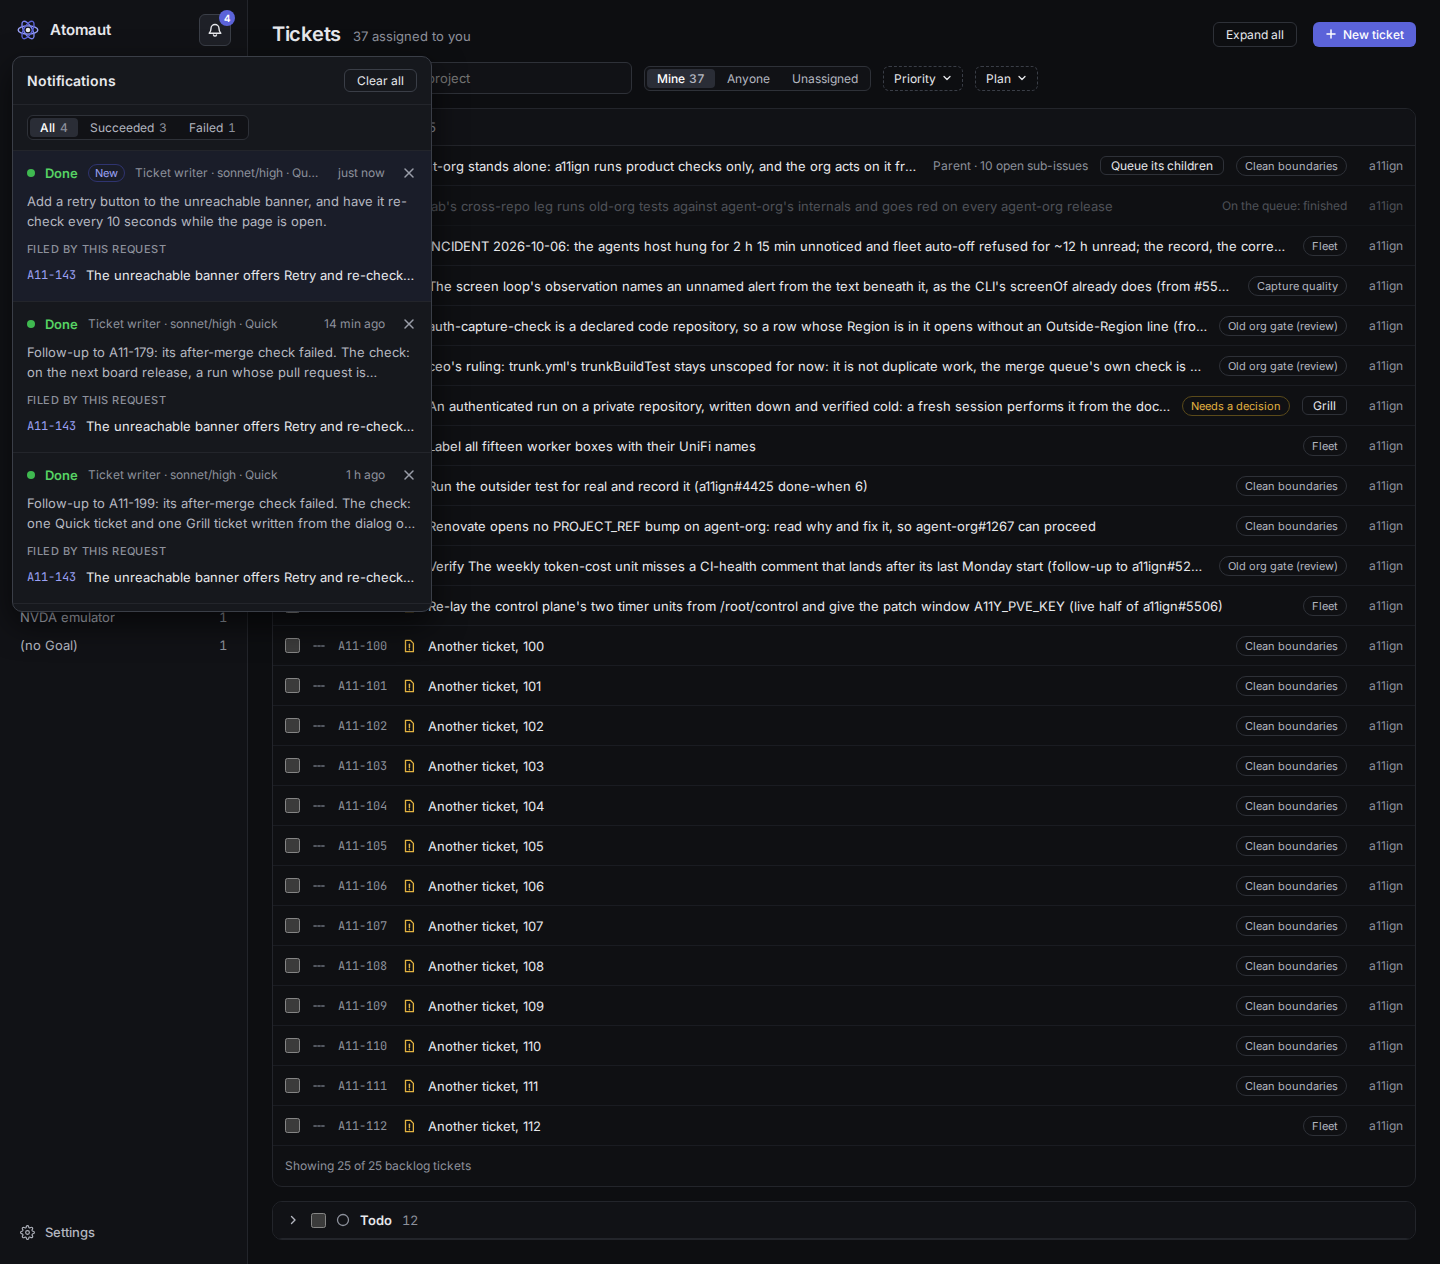 Atomaut
4
Tickets 37 assigned to you
Expand all
+ New ticket
Notifications
Clear all
All 4
Succeeded 3
Failed 1
project
Mine 37
Anyone
Unassigned
Priority
Plan
Done New Ticket writer · sonnet/high · Qu... just now
Add a retry button to the unreachable banner, and have it re-
check every 10 seconds while the page is open.
FILED BY THIS REQUEST
A11-143 The unreachable banner offers Retry and re-check...
Done Ticket writer · sonnet/high · Quick 14 min ago
Follow-up to A11-179: its after-merge check failed. The check:
on the next board release, a run whose pull request is...
FILED BY THIS REQUEST
A11-143 The unreachable banner offers Retry and re-check...
Done Ticket writer · sonnet/high · Quick 1 h ago
Follow-up to A11-199: its after-merge check failed. The check:
one Quick ticket and one Grill ticket written from the dialog o...
FILED BY THIS REQUEST
A11-143 The unreachable banner offers Retry and re-check...
NVDA emulator 1
(no Goal) 1
Settings
t-org stands alone: a11ign runs product checks only, and the org acts on it fr... Parent · 10 open sub-issues Queue its children Clean boundaries a11ign
ab's cross-repo leg runs old-org tests against agent-org's internals and goes red on every agent-org release On the queue: finished a11ign
INCIDENT 2026-10-06: the agents host hung for 2 h 15 min unnoticed and fleet auto-off refused for ~12 h unread; the record, the corre... Fleet a11ign
The screen loop's observation names an unnamed alert from the text beneath it, as the CLI's screenOf already does (from #55... Capture quality a11ign
auth-capture-check is a declared code repository, so a row whose Region is in it opens without an Outside-Region line (fro... Old org gate (review) a11ign
ceo's ruling: trunk.yml's trunkBuildTest stays unscoped for now: it is not duplicate work, the merge queue's own check is ... Old org gate (review) a11ign
An authenticated run on a private repository, written down and verified cold: a fresh session performs it from the doc... Needs a decision Grill a11ign
Label all fifteen worker boxes with their UniFi names Fleet a11ign
Run the outsider test for real and record it (a11ign#4425 done-when 6) Clean boundaries a11ign
Renovate opens no PROJECT_REF bump on agent-org: read why and fix it, so agent-org#1267 can proceed Clean boundaries a11ign
Verify The weekly token-cost unit misses a CI-health comment that lands after its last Monday start (follow-up to a11ign#52... Old org gate (review) a11ign
Re-lay the control plane's two timer units from /root/control and give the patch window A11Y_PVE_KEY (live half of a11ign#5506) Fleet a11ign
A11-100 Another ticket, 100 Clean boundaries a11ign
A11-101 Another ticket, 101 Clean boundaries a11ign
A11-102 Another ticket, 102 Clean boundaries a11ign
A11-103 Another ticket, 103 Clean boundaries a11ign
A11-104 Another ticket, 104 Clean boundaries a11ign
A11-105 Another ticket, 105 Clean boundaries a11ign
A11-106 Another ticket, 106 Clean boundaries a11ign
A11-107 Another ticket, 107 Clean boundaries a11ign
A11-108 Another ticket, 108 Clean boundaries a11ign
A11-109 Another ticket, 109 Clean boundaries a11ign
A11-110 Another ticket, 110 Clean boundaries a11ign
A11-111 Another ticket, 111 Clean boundaries a11ign
A11-112 Another ticket, 112 Fleet a11ign
Showing 25 of 25 backlog tickets
Todo 12